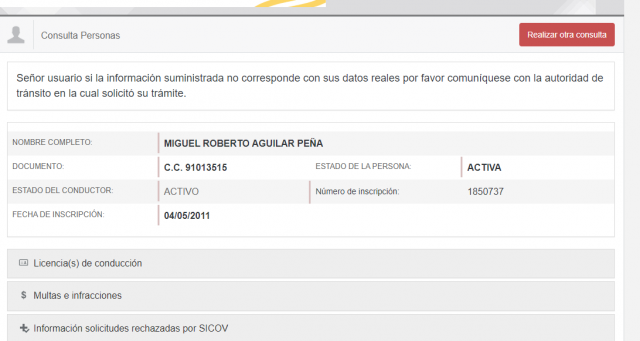 Consulta Personas
Realizar otra consulta
Señor usuario si la información suministrada no corresponde con sus datos reales por favor comuníquese con la autoridad de
tránsito en la cual solicitó su trámite.
NOMBRE COMPLETO: MIGUEL ROBERTO AGUILAR PEÑA
DOCUMENTO: C.C. 91013515 ESTADO DE LA PERSONA: ACTIVA
ESTADO DEL CONDUCTOR: ACTIVO Número de inscripción: 1850737
FECHA DE INSCRIPCIÓN: 04/05/2011
Licencia(s) de conducción
$ Multas e infracciones
Información solicitudes rechazadas por SICOV